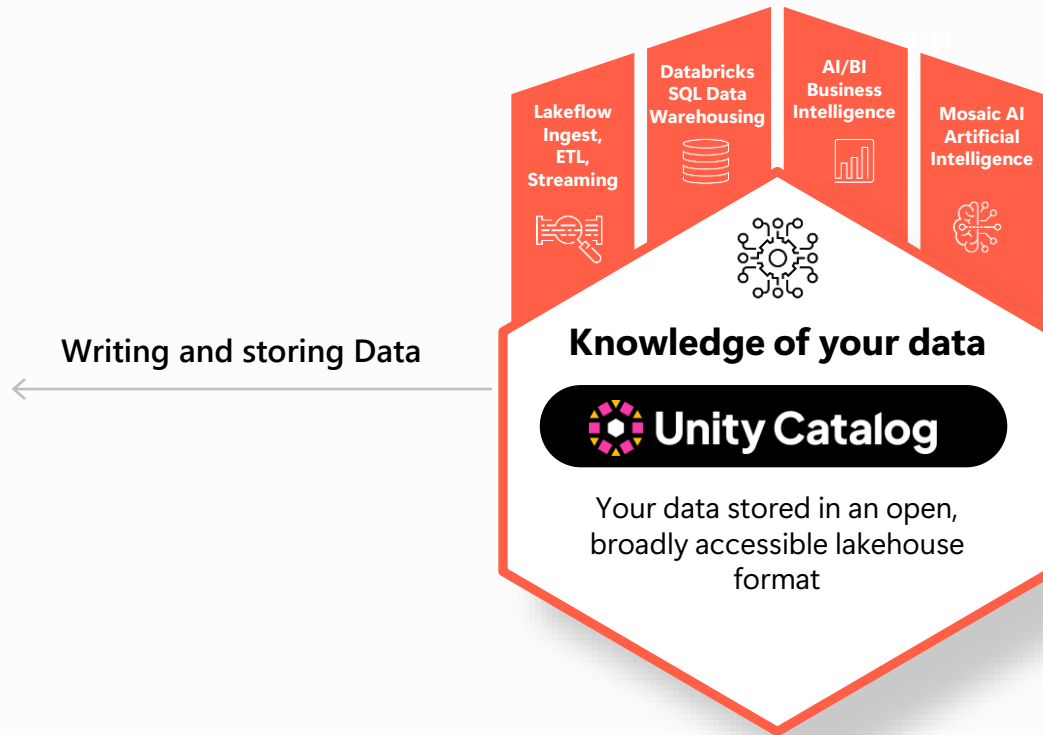 Lakeflow
Ingest,
ETL,
Streaming
Databricks
SQL Data
Warehousing
AI/BI
Business
Intelligence
Mosaic AI
Artificial
Intelligence
Writing and storing Data
Knowledge of your data
Unity Catalog
Your data stored in an open,
broadly accessible lakehouse
format